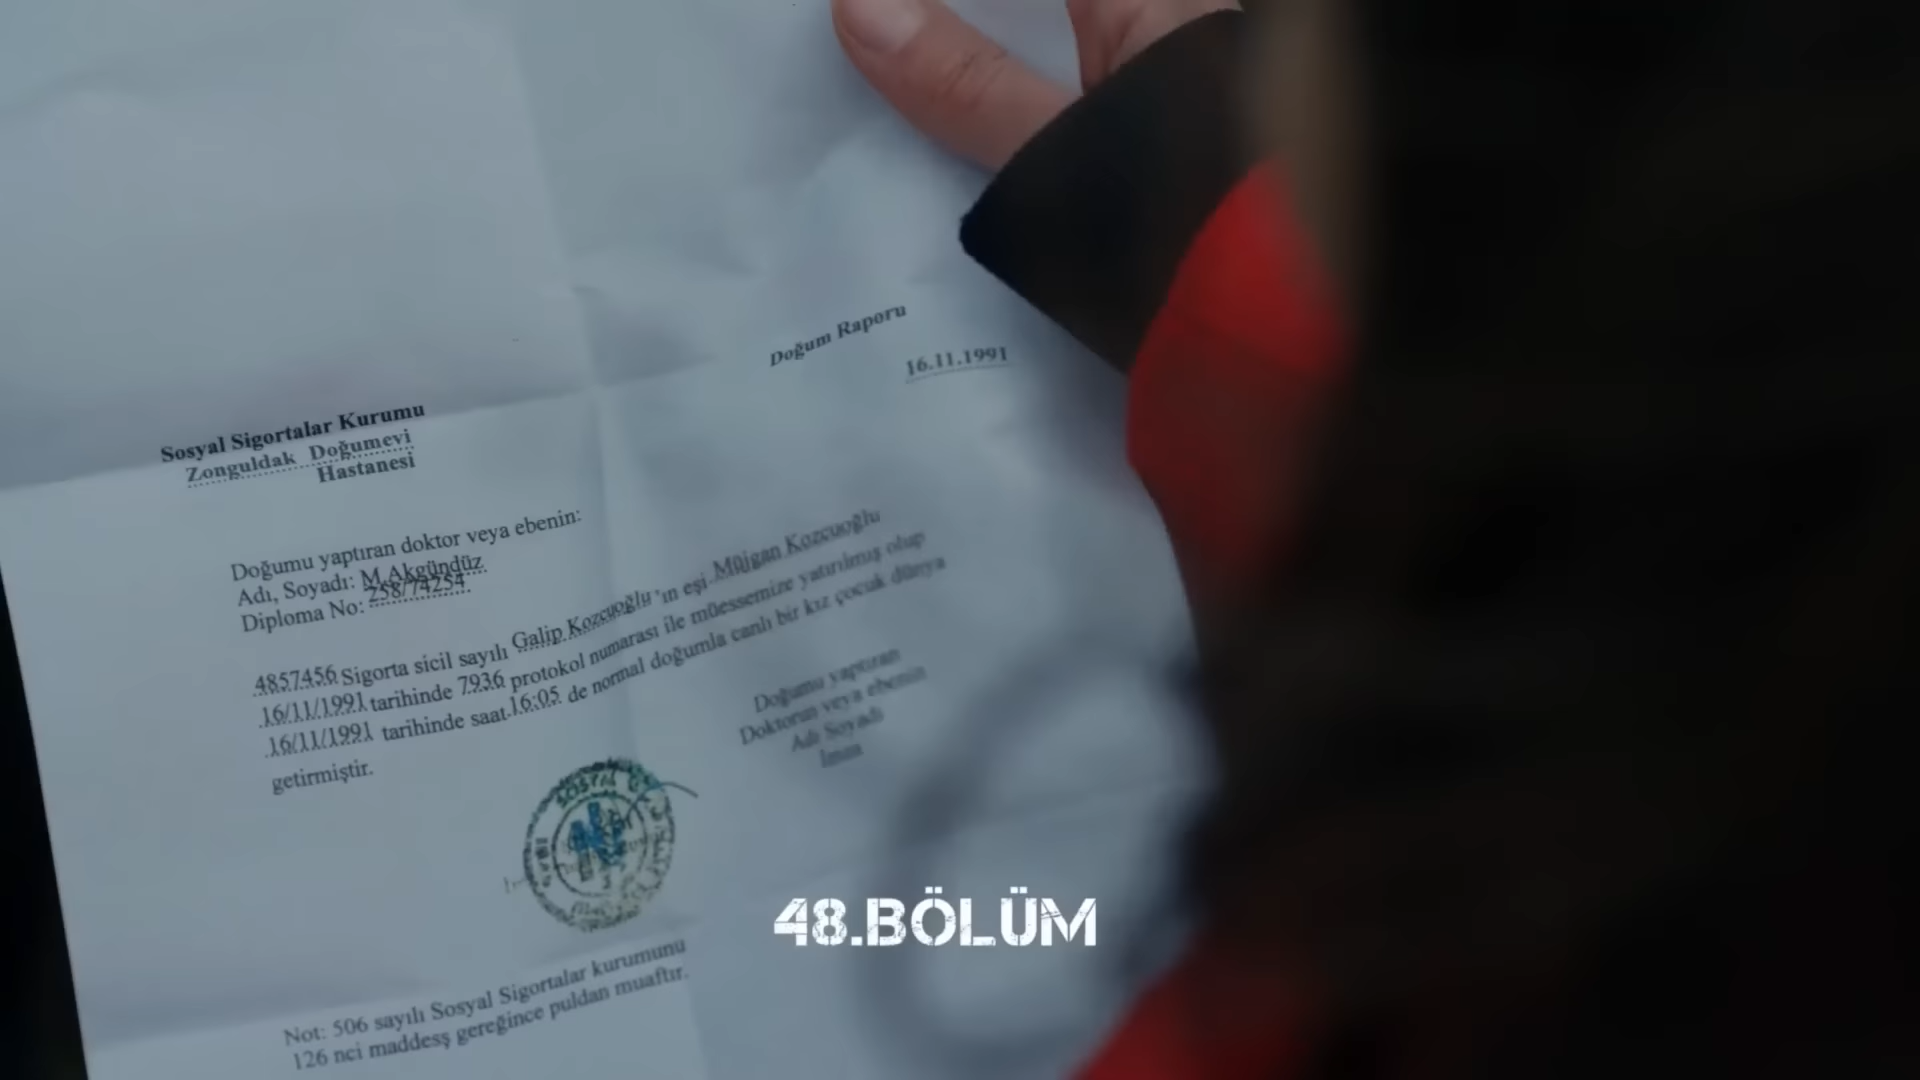 Doğum Raporu
16.11.1991
Sosyal Sigortalar Kurumu
Zonguldak Doğumevi
Hastanesi
Doğumu yaptıran doktor veya ebenin:
Adı, Soyadı: M.Akgündüz
Diploma No: 258/74254
4857456 Sigorta sicil sayılı Galip Kozcuoğlu 'ın eşi Müjgan Kozcuoğlu
16/11/1991 tarihinde 7936 protokol numarası ile müessemize yatırılmış olup
16/11/1991 tarihinde saat 16:05 de normal doğumla canlı bir kız çocuk dünya
getirmiştir.
Doğumu yaptıran
Doktorun veya ebenin
Adı Soyadı
İmza
SOSYAL
Not: 506 sayılı Sosyal Sigortalar kurumunu
126 nci maddesş gereğince puldan muaftır.
48.BÖLÜM